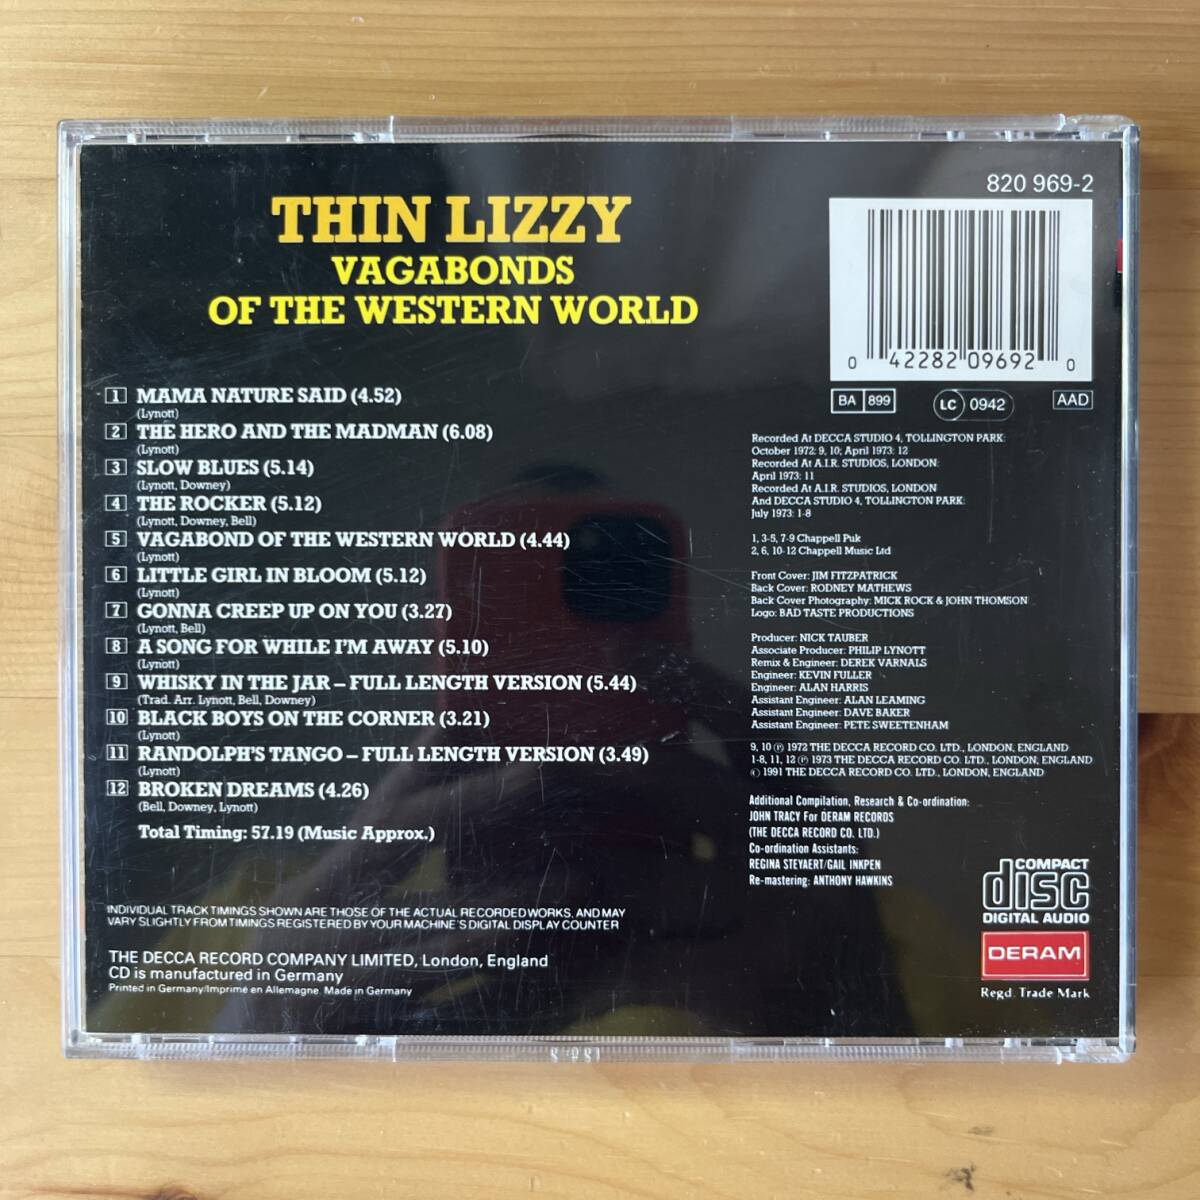 THIN LIZZY
VAGABONDS
OF THE WESTERN WORLD
1 MAMA NATURE SAID (4.52)
(Lynott)
2 THE HERO AND THE MADMAN (6.08)
(Lynott)
3 SLOW BLUES (5.14)
(Lynott, Downey)
4 THE ROCKER (5.12)
(Lynott, Downey, Bell)
5 VAGABOND OF THE WESTERN WORLD (4.44)
(Lynott)
6 LITTLE GIRL IN BLOOM (5.12)
(Lynott)
7 GONNA CREEP UP ON YOU (3.27)
(Lynott, Bell)
8 A SONG FOR WHILE I'M AWAY (5.10)
(Lynott)
9 WHISKY IN THE JAR – FULL LENGTH VERSION (5.44)
(Trad. Arr. Lynott, Bell, Downey)
10 BLACK BOYS ON THE CORNER (3.21)
(Lynott)
11 RANDOLPH'S TANGO – FULL LENGTH VERSION (3.49)
(Lynott)
12 BROKEN DREAMS (4.26)
(Bell, Downey, Lynott)
Total Timing: 57.19 (Music Approx.)
INDIVIDUAL TRACK TIMINGS SHOWN ARE THOSE OF THE ACTUAL RECORDED WORKS, AND MAY
VARY SLIGHTLY FROM TIMINGS REGISTERED BY YOUR MACHINE'S DIGITAL DISPLAY COUNTER
THE DECCA RECORD COMPANY LIMITED, London, England
CD is manufactured in Germany
Printed in Germany/Imprimé en Allemagne. Made in Germany
820 969-2
0 42282 09692 0
BA 899 LC 0942 AAD
Recorded At DECCA STUDIO 4, TOLLINGTON PARK:
October 1972: 9, 10; April 1973: 12
Recorded At A.I.R. STUDIOS, LONDON:
April 1973: 11
Recorded At A.I.R. STUDIOS, LONDON
And DECCA STUDIO 4, TOLLINGTON PARK:
July 1973: 1-8
1, 3-5, 7-9 Chappell Puk
2, 6, 10-12 Chappell Music Ltd
Front Cover: JIM FITZPATRICK
Back Cover: RODNEY MATHEWS
Back Cover Photography: MICK ROCK & JOHN THOMSON
Logo: BAD TASTE PRODUCTIONS
Producer: NICK TAUBER
Associate Producer: PHILIP LYNOTT
Remix & Engineer: DEREK VARNALS
Engineer: KEVIN FULLER
Engineer: ALAN HARRIS
Assistant Engineer: ALAN LEAMING
Assistant Engineer: DAVE BAKER
Assistant Engineer: PETE SWEETENHAM
9, 10 ℗ 1972 THE DECCA RECORD CO. LTD., LONDON, ENGLAND
1-8, 11, 12 ℗ 1973 THE DECCA RECORD CO. LTD., LONDON, ENGLAND
© 1991 THE DECCA RECORD CO. LTD., LONDON, ENGLAND
Additional Compilation, Research & Co-ordination:
JOHN TRACY For DERAM RECORDS
(THE DECCA RECORD CO. LTD.)
Co-ordination Assistants:
REGINA STEYAERT/GAIL INKPEN
Re-mastering: ANTHONY HAWKINS
COMPACT
disc
DIGITAL AUDIO
DERAM
Regd. Trade Mark